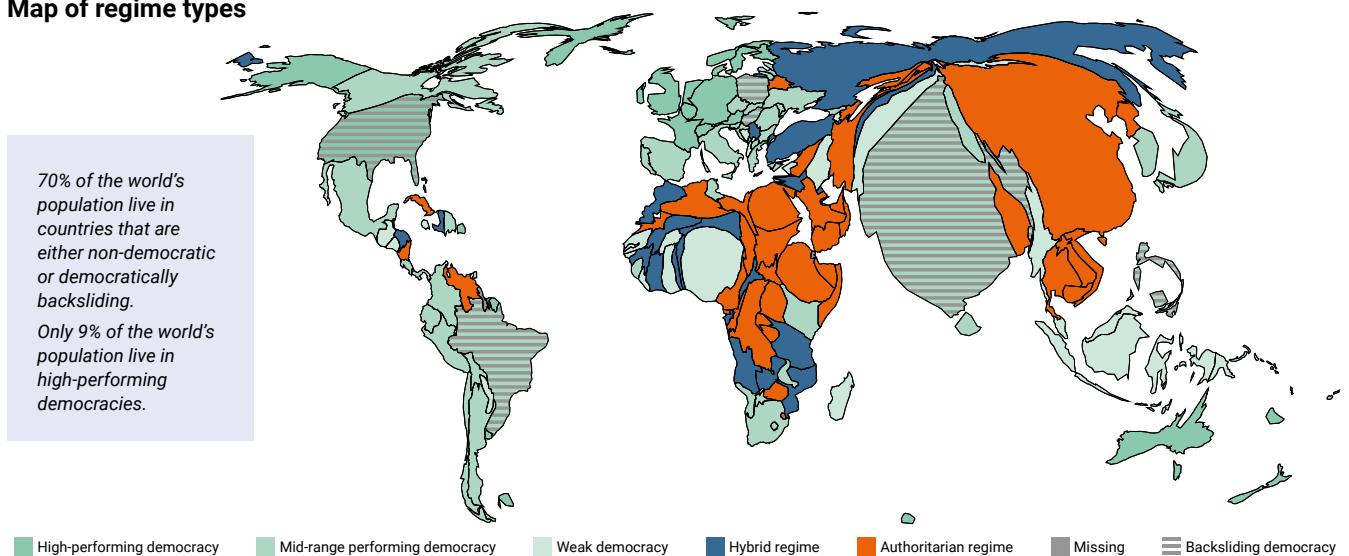 Map of regime types
70% of the world's
population live in
countries that are
either non-democratic
or democratically
backsliding.
Only 9% of the world's
population live in
high-performing
democracies.
High-performing democracy
Mid-range performing democracy
Weak democracy
Hybrid regime
Authoritarian regime
Missing
Backsliding democracy